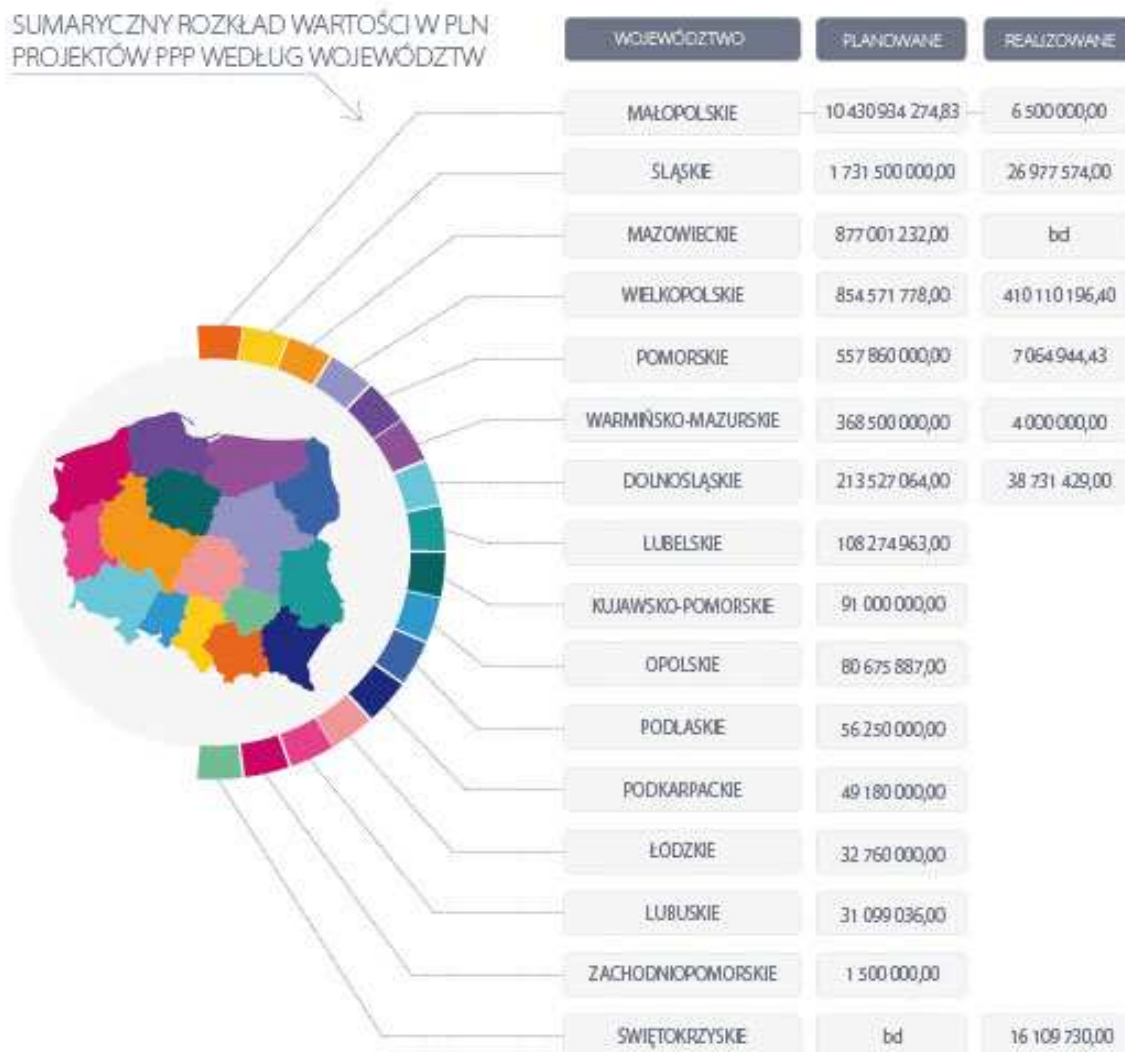 SUMARYCZNY ROZKŁAD WARTOŚCI W PLN
PROJEKTÓW PPP WEDŁUG WOJEWÓDZTW
WOJEWÓDZTWO PLANOWANE REALIZOWANE
MAŁOPOLSKIE 10 430 934 274,83 6 500 000,00
ŚLĄSKIE 1 731 500 000,00 26 977 574,00
MAZOWIECKIE 877 001 232,00 bd
WIELKOPOLSKIE 854 571 778,00 410 110 196,40
POMORSKIE 557 860 000,00 7 064 944,43
WARMIŃSKO-MAZURSKIE 368 500 000,00 4 000 000,00
DOLNOŚLĄSKIE 213 527 064,00 38 731 429,00
LUBELSKIE 108 274 963,00
KUJAWSKO-POMORSKIE 91 000 000,00
OPOLSKIE 80 675 887,00
PODLASKIE 56 250 000,00
PODKARPACKIE 49 180 000,00
ŁÓDZKIE 32 760 000,00
LUBUSKIE 31 099 036,00
ZACHODNIOPOMORSKIE 1 500 000,00
ŚWIĘTOKRZYSKIE bd 16 109 730,00